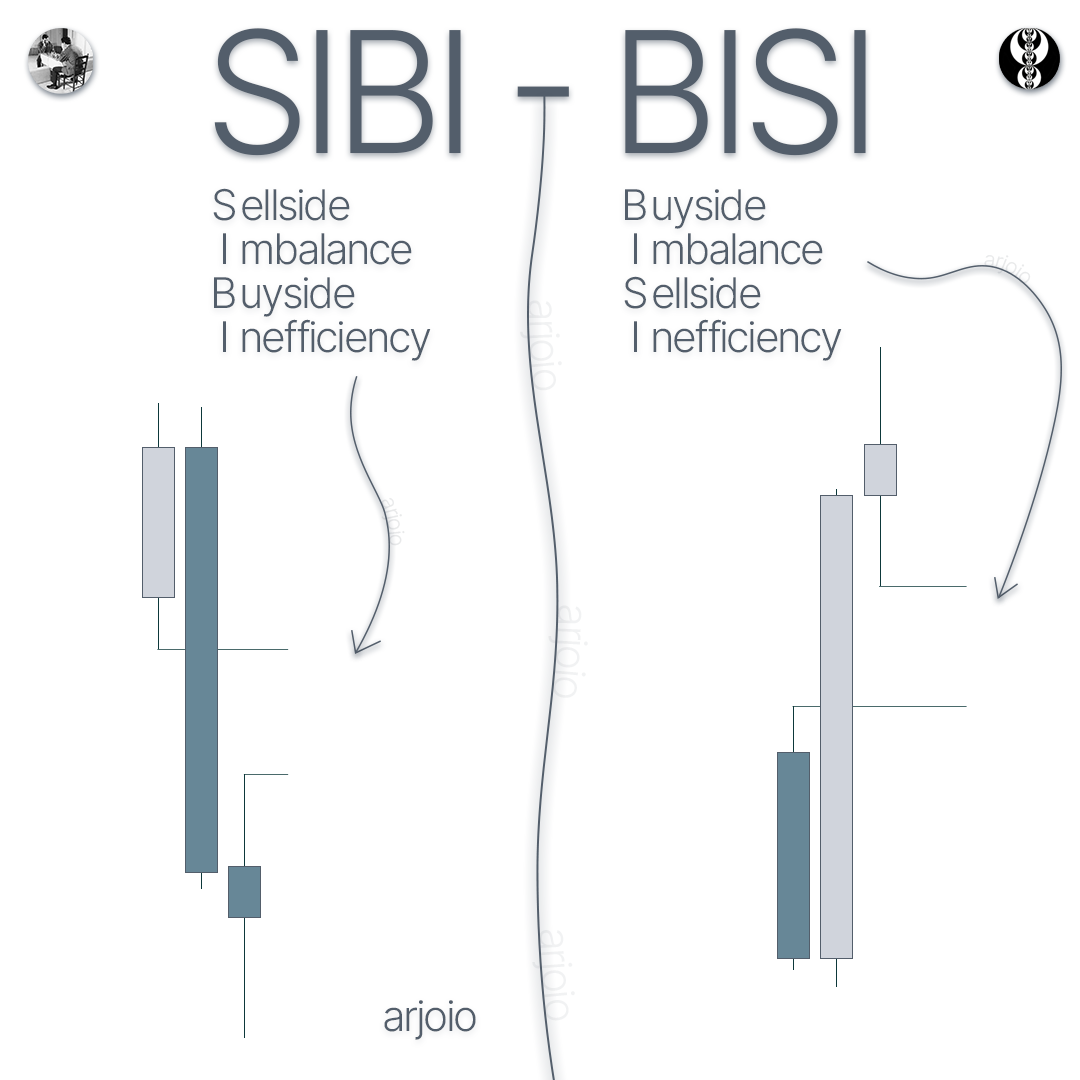 SIBI - BISI
Sellside
Imbalance
Buyside
Inefficiency
Buyside
Imbalance
Sellside
Inefficiency
arjoio
arjoio
arjoio
arjoio
arjoio
arjoio